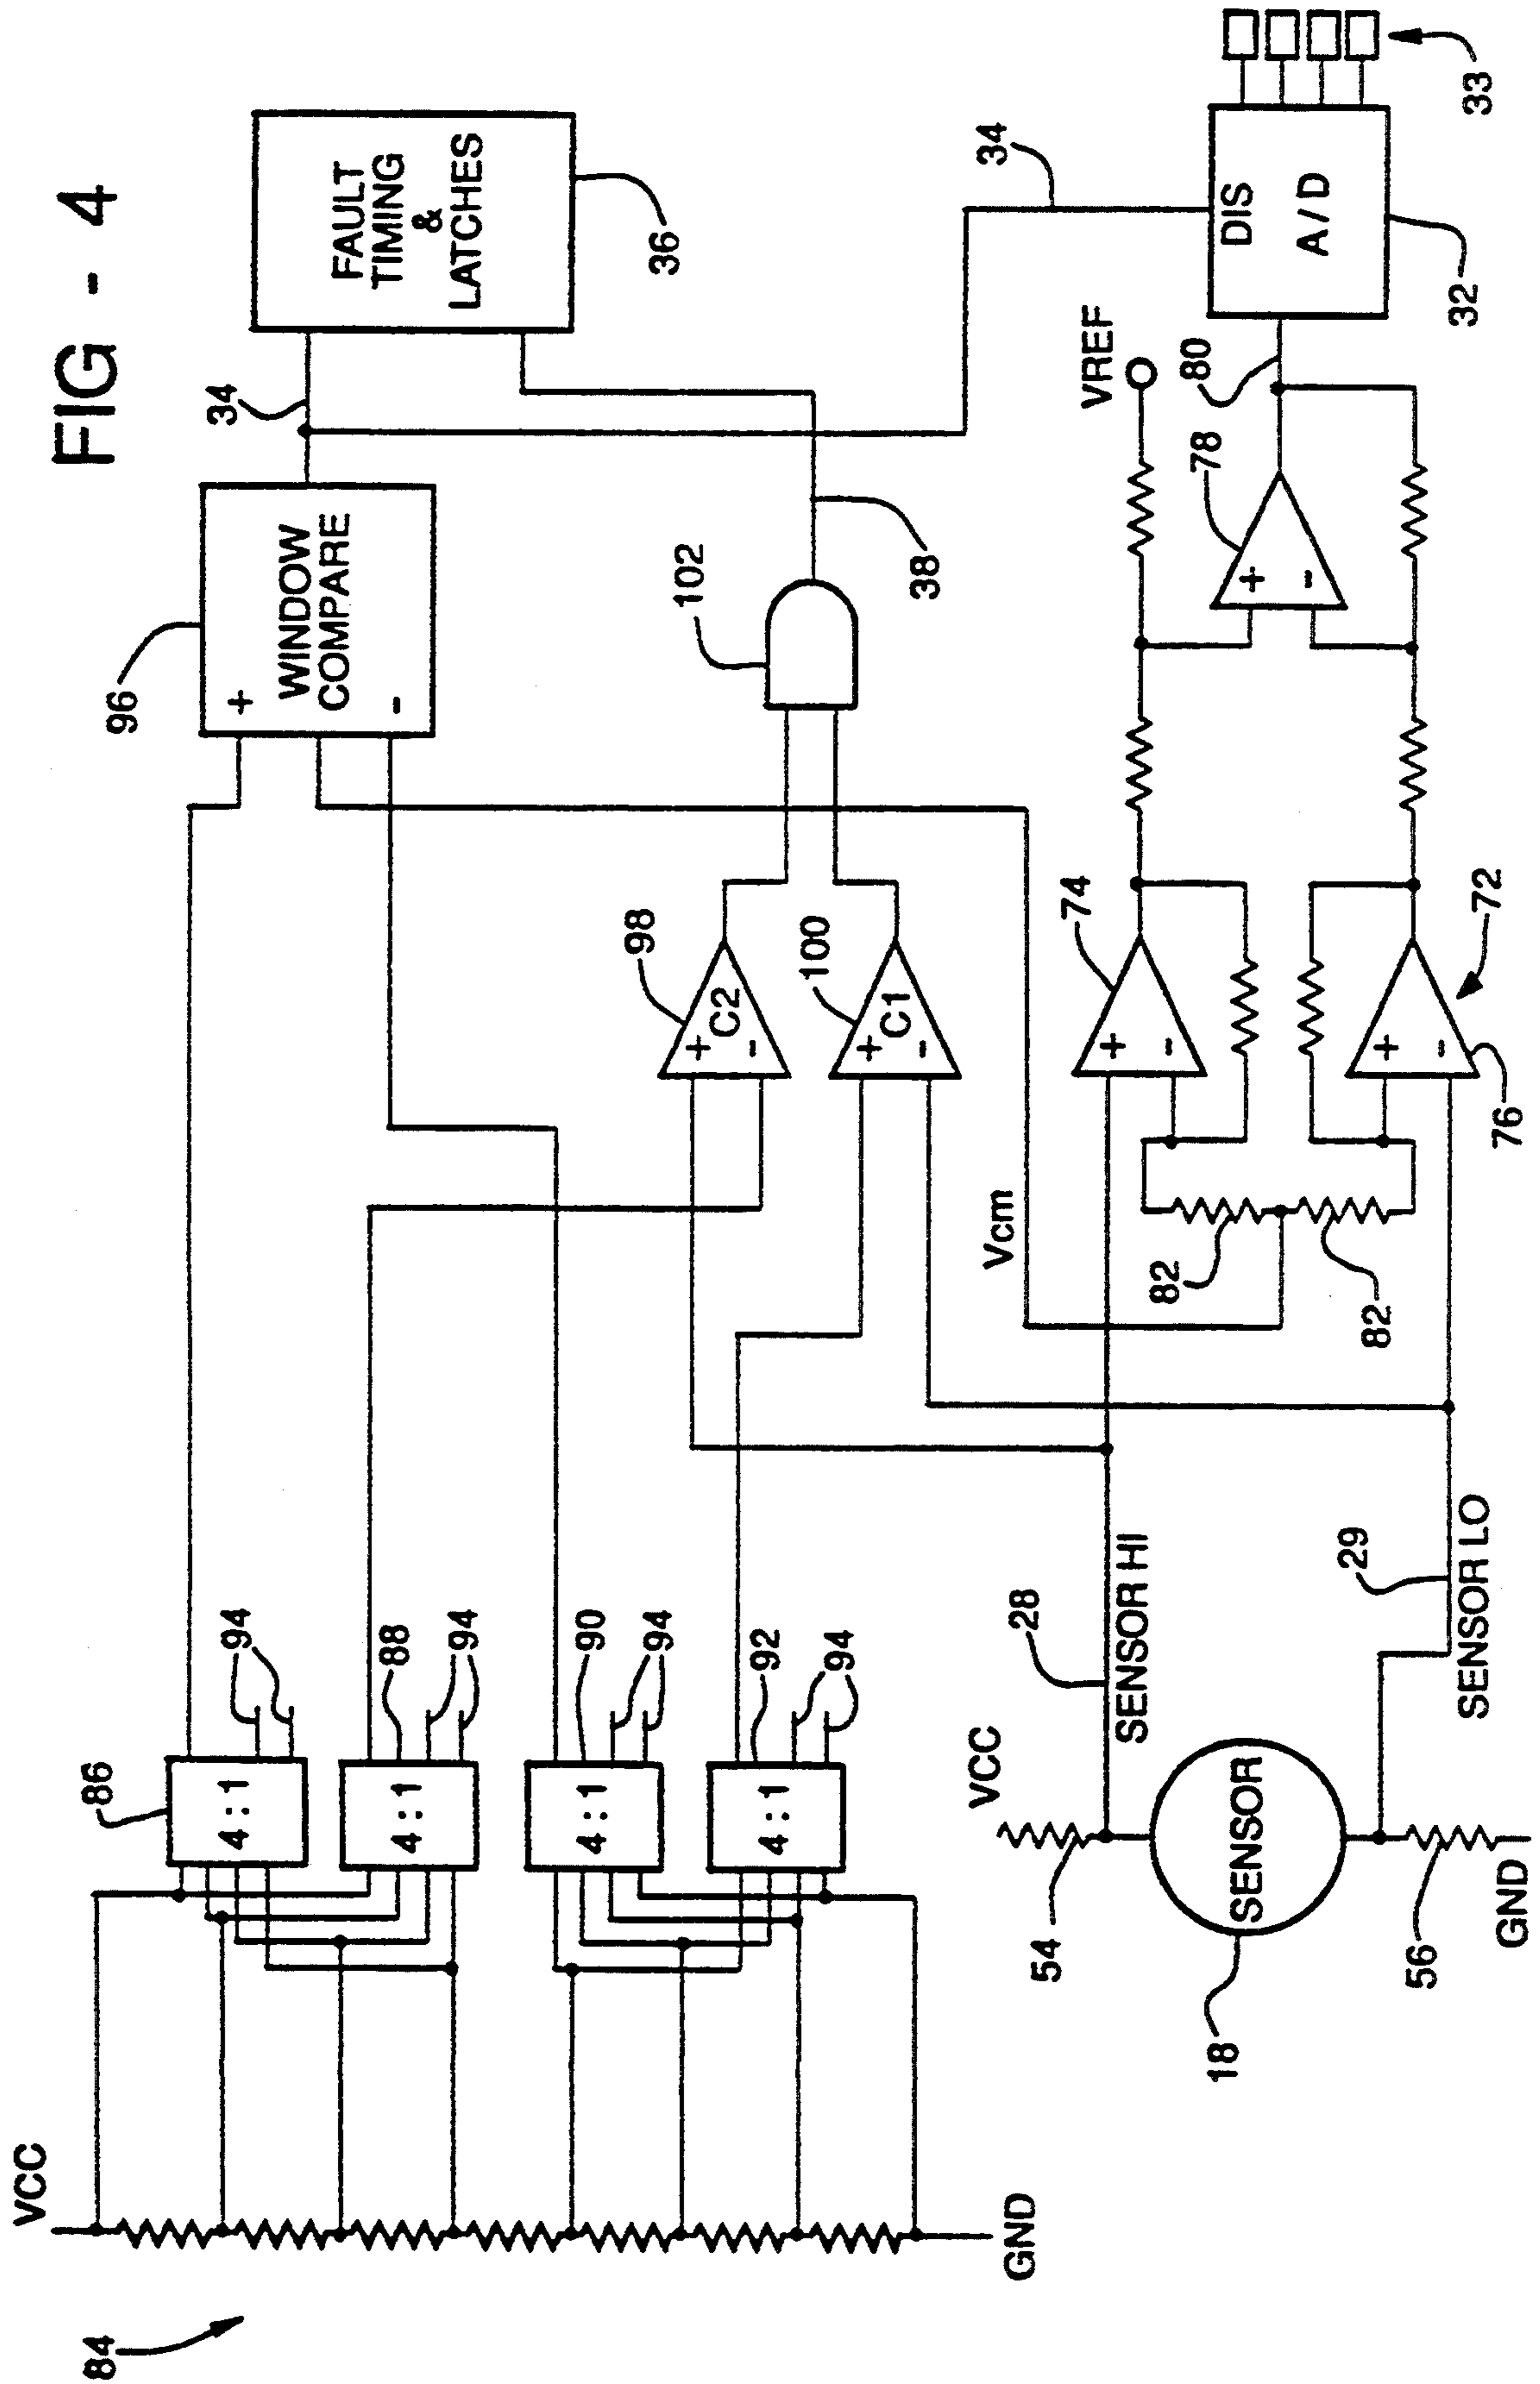 FIG - 4
84
VCC
GND
86
4:1
94
88
4:1
94
90
4:1
94
92
4:1
94
96
+
WINDOW
COMPARE
-
34
FAULT
TIMING
&
LATCHES
36
98
+
C2
-
100
+
C1
-
102
38
34
VCC
54
18
SENSOR
56
GND
28
SENSOR HI
29
SENSOR LO
Vcm
82
82
74
+
-
+
-
76
72
VREF
78
+
-
80
DIS
A/D
32
33